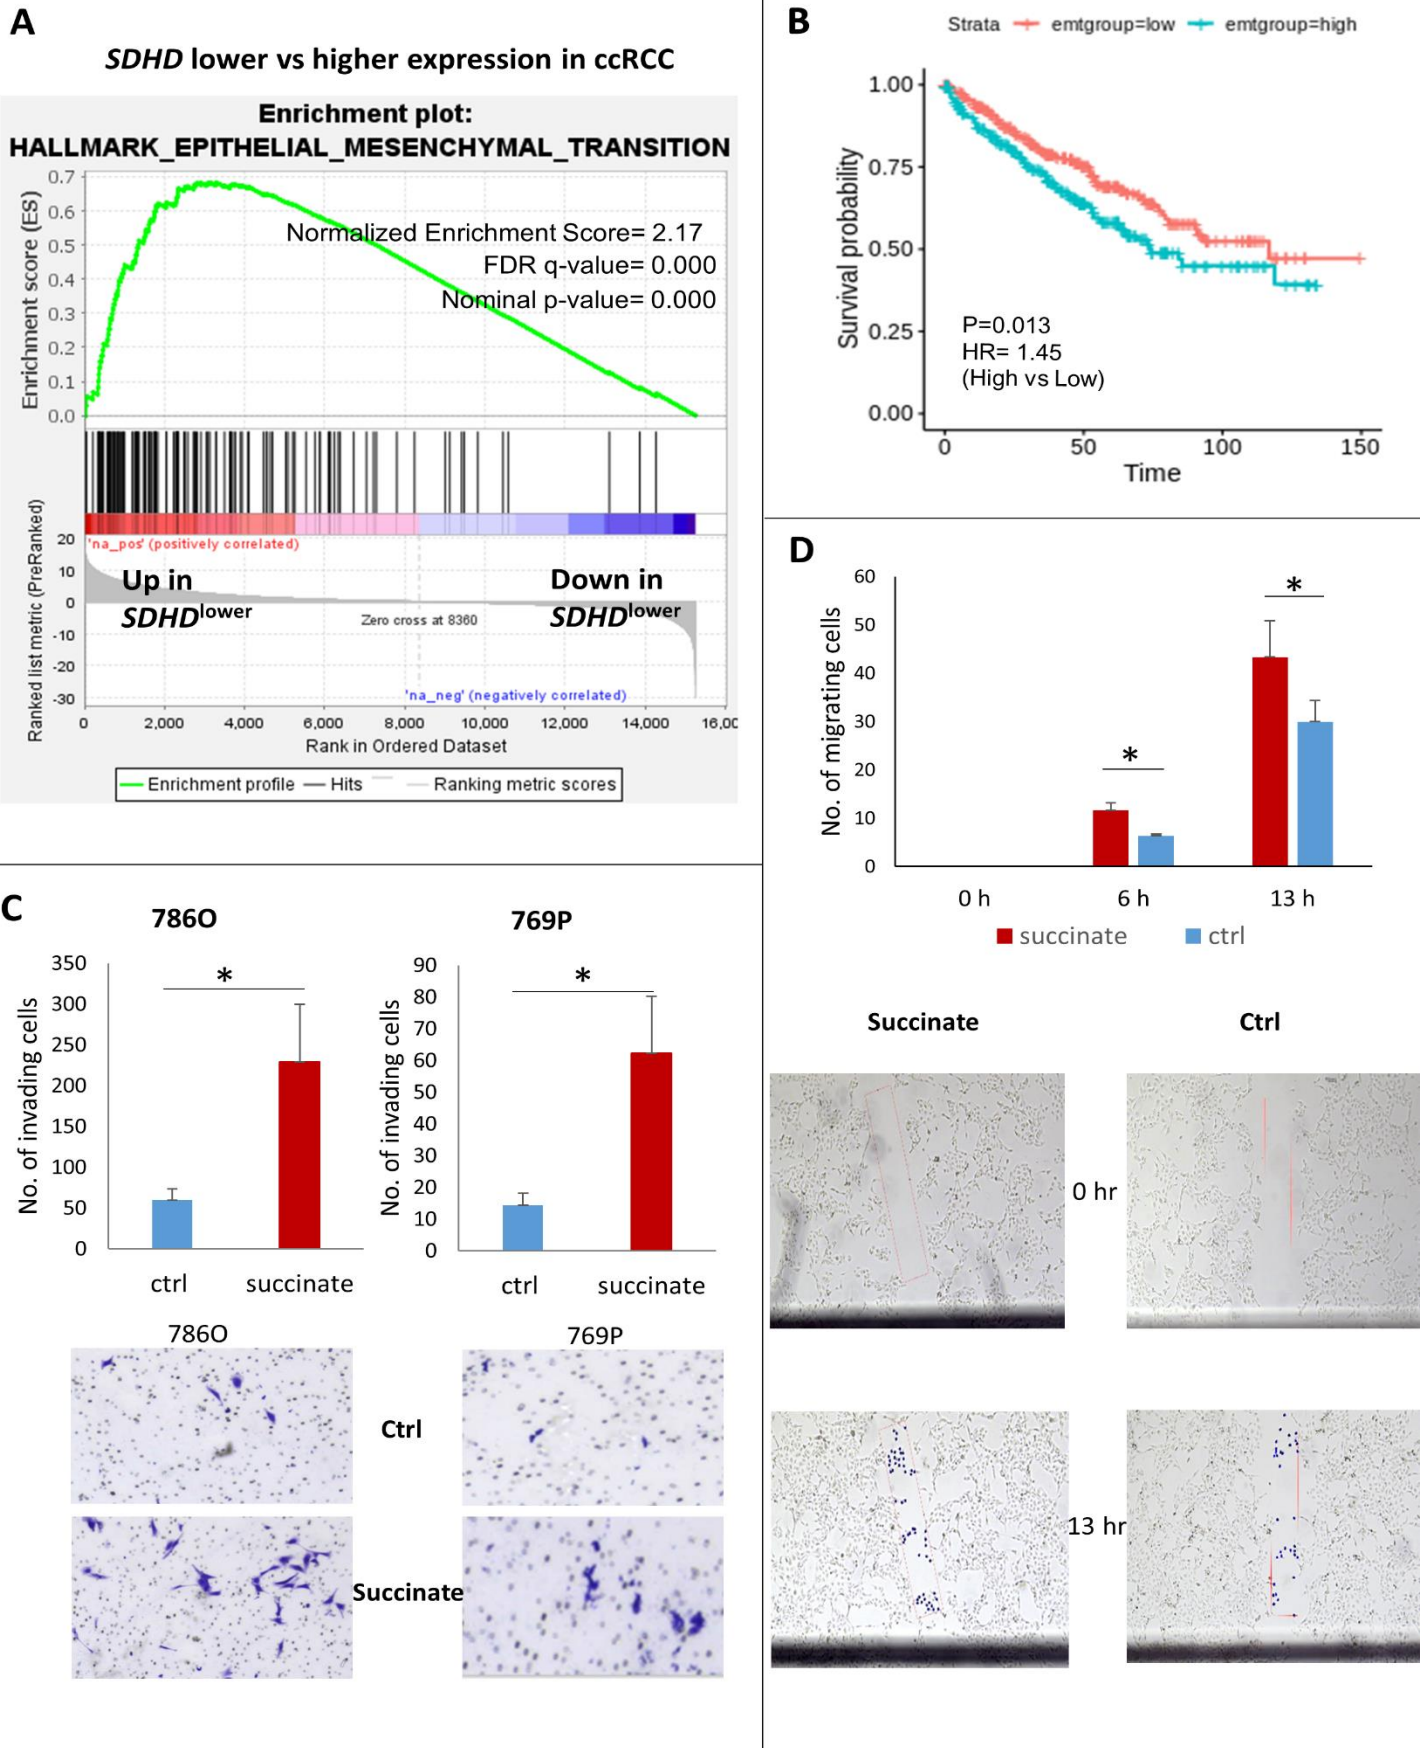 A
SDHD lower vs higher expression in ccRCC
Enrichment plot:
HALLMARK_EPITHELIAL_MESENCHYMAL_TRANSITION
Enrichment score (ES)
0.7
0.6
0.5
0.4
0.3
0.2
0.1
0.0
Normalized Enrichment Score= 2.17
FDR q-value= 0.000
Nominal p-value= 0.000
Ranked list metric (PreRanked)
20
10
0
-10
-20
-30
'na_pos' (positively correlated)
Up in
SDHDlower
Down in
SDHDlower
Zero cross at 8360
'na_neg' (negatively correlated)
0 2,000 4,000 6,000 8,000 10,000 12,000 14,000 16,00
Rank in Ordered Dataset
Enrichment profile Hits Ranking metric scores
B
Strata emtgroup=low emtgroup=high
Survival probability
1.00
0.75
0.50
0.25
0.00
P=0.013
HR= 1.45
(High vs Low)
0 50 100 150
Time
C
786O
No. of invading cells
350
300
250
200
150
100
50
0
*
ctrl succinate
769P
No. of invading cells
90
80
70
60
50
40
30
20
10
0
*
ctrl succinate
786O 769P
Ctrl
Succinate
D
No. of migrating cells
60
50
40
30
20
10
0
*
*
0 h 6 h 13 h
succinate ctrl
Succinate Ctrl
0 hr
13 hr